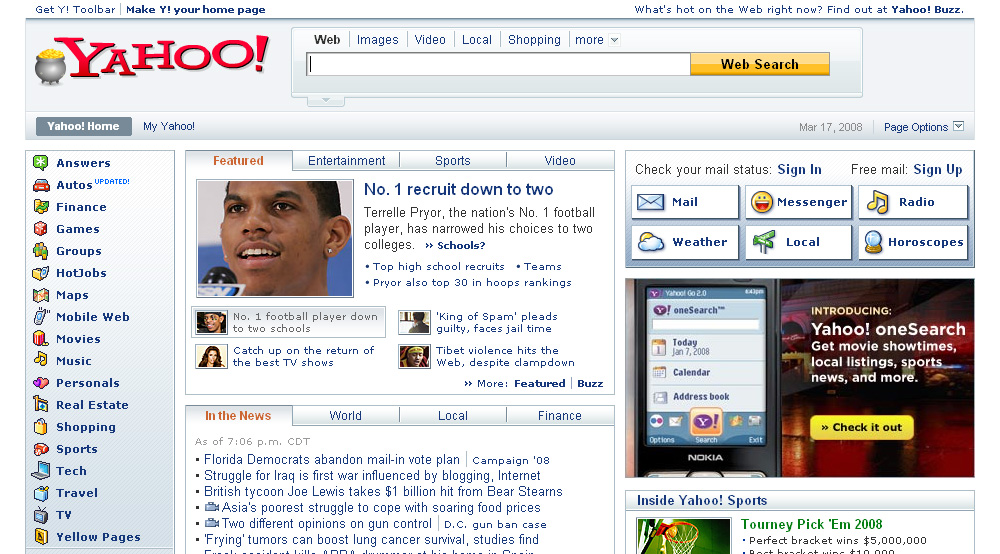 Get Y! Toolbar | Make Y! your home page
What's hot on the Web right now? Find out at Yahoo! Buzz.
YAHOO!
Web | Images | Video | Local | Shopping | more
Web Search
Yahoo! Home
My Yahoo!
Mar 17, 2008 | Page Options
Answers
Autos UPDATED!
Finance
Games
Groups
HotJobs
Maps
Mobile Web
Movies
Music
Personals
Real Estate
Shopping
Sports
Tech
Travel
TV
Yellow Pages
Featured | Entertainment | Sports | Video
No. 1 recruit down to two
Terrelle Pryor, the nation's No. 1 football
player, has narrowed his choices to two
colleges. » Schools?
• Top high school recruits • Teams
• Pryor also top 30 in hoops rankings
No. 1 football player down
to two schools
'King of Spam' pleads
guilty, faces jail time
Catch up on the return of
the best TV shows
Tibet violence hits the
Web, despite clampdown
» More: Featured | Buzz
In the News | World | Local | Finance
As of 7:06 p.m. CDT
• Florida Democrats abandon mail-in vote plan | Campaign '08
• Struggle for Iraq is first war influenced by blogging, Internet
• British tycoon Joe Lewis takes $1 billion hit from Bear Stearns
• Asia's poorest struggle to cope with soaring food prices
• Two different opinions on gun control | D.C. gun ban case
• 'Frying' tumors can boost lung cancer survival, studies find
Check your mail status: Sign In
Free mail: Sign Up
Mail
Messenger
Radio
Weather
Local
Horoscopes
Yahoo! Go 2.0
4:43pm
Y! oneSearch™
Today
Jan 7, 2008
Calendar
Address book
Y!
Options
Search
Exit
NOKIA
INTRODUCING:
Yahoo! oneSearch
Get movie showtimes,
local listings, sports
news, and more.
» Check it out
Inside Yahoo! Sports
Tourney Pick 'Em 2008
• Perfect bracket wins $5,000,000
• Best bracket wins $10,000